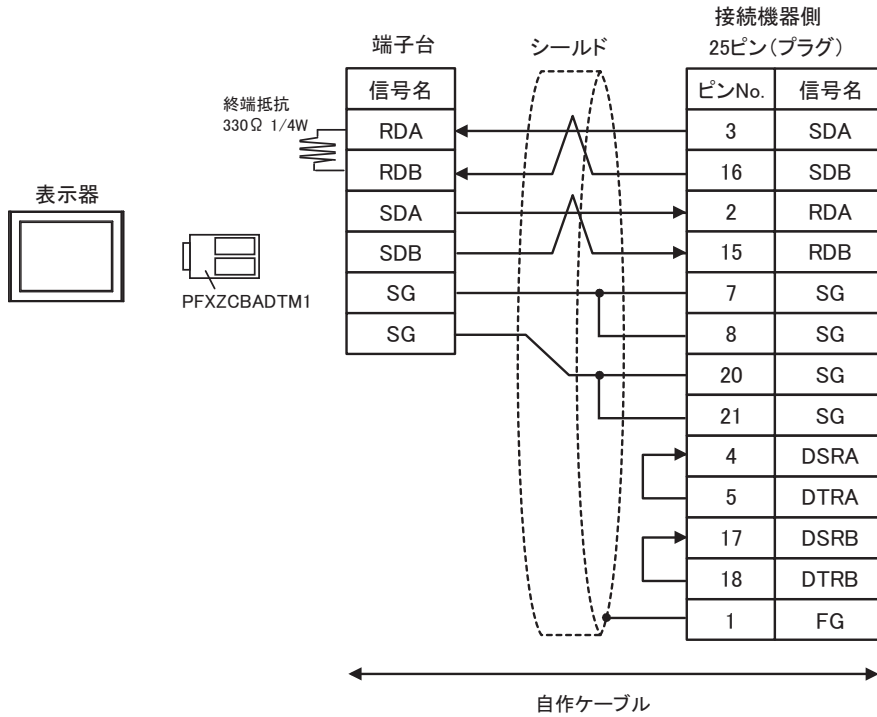 接続機器側
端子台 シールド 25ピン(プラグ)
信号名 ピンNo. 信号名
終端抵抗
330Ω 1/4W
RDA 3 SDA
RDB 16 SDB
表示器
SDA 2 RDA
SDB 15 RDB
PFXZCBADTM1
SG 7 SG
SG 8 SG
20 SG
21 SG
4 DSRA
5 DTRA
17 DSRB
18 DTRB
1 FG
自作ケーブル